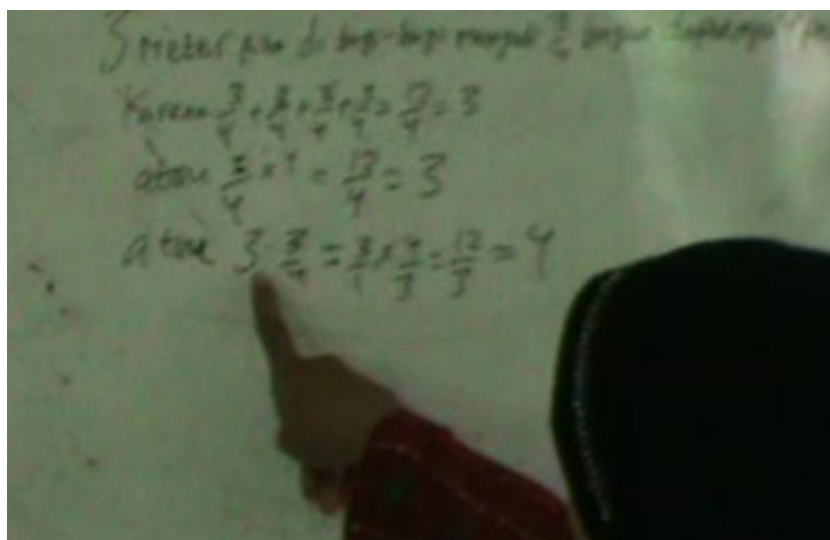 3 meter pita di bagi-bagi menjadi 3/4 bagian
Karena 3/4 + 3/4 + 3/4 + 3/4 = 12/4 = 3
atau 3/4 × 4 = 12/4 = 3
atau 3 : 3/4 = 3/1 × 4/3 = 12/3 = 4